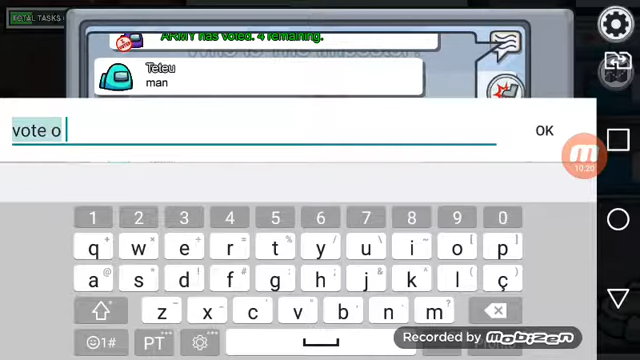 TOTAL TASKS
ARMY has voted. 4 remaining.
Teteu
man
vote o
OK
10:20
1 2 3 4 5 6 7 8 9 0
q w e r t y u i o p
a s d f g h j k l ç
z x c v b n m
!☺1# PT
Recorded by mobizen